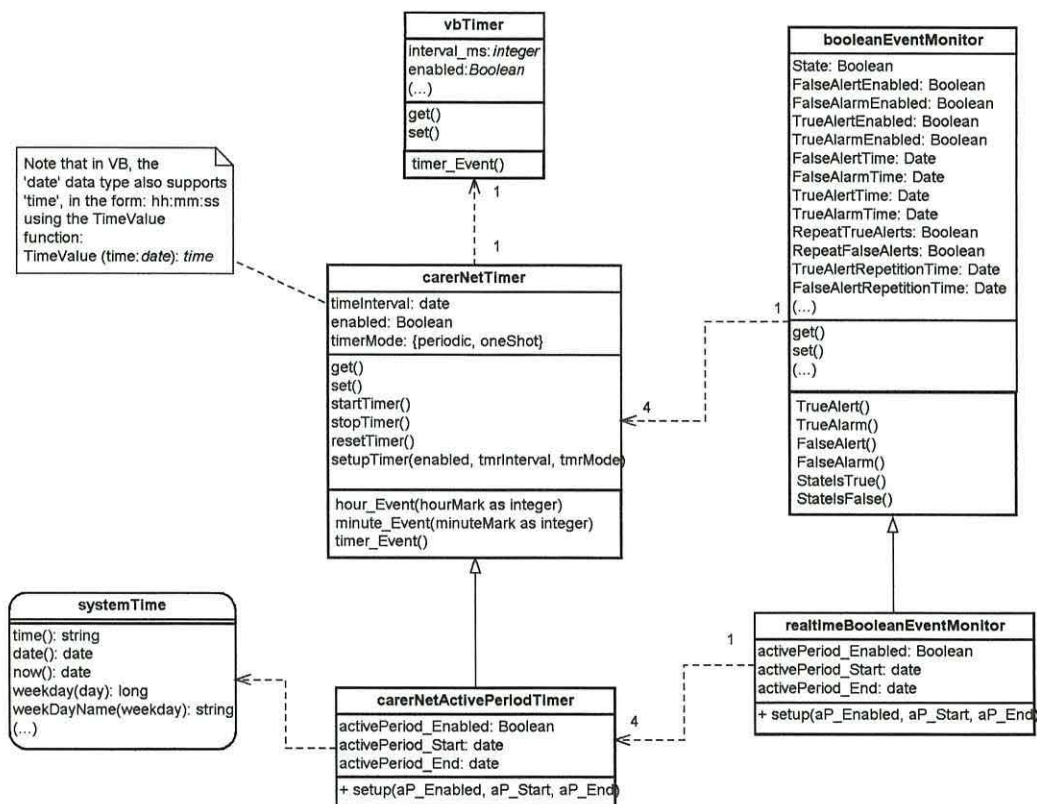 vbTimer
interval_ms: integer
enabled:Boolean
(...)
get()
set()
timer_Event()
1
1
Note that in VB, the
'date' data type also supports
'time', in the form: hh:mm:ss
using the TimeValue
function:
TimeValue (time:date): time
carerNetTimer
timeInterval: date
enabled: Boolean
timerMode: {periodic, oneShot}
get()
set()
startTimer()
stopTimer()
resetTimer()
setupTimer(enabled, tmrInterval, tmrMode)
hour_Event(hourMark as integer)
minute_Event(minuteMark as integer)
timer_Event()
booleanEventMonitor
State: Boolean
FalseAlertEnabled: Boolean
FalseAlarmEnabled: Boolean
TrueAlertEnabled: Boolean
TrueAlarmEnabled: Boolean
FalseAlertTime: Date
FalseAlarmTime: Date
TrueAlertTime: Date
TrueAlarmTime: Date
RepeatTrueAlerts: Boolean
RepeatFalseAlerts: Boolean
TrueAlertRepetitionTime: Date
FalseAlertRepetitionTime: Date
(...)
get()
set()
(...)
TrueAlert()
TrueAlarm()
FalseAlert()
FalseAlarm()
StateIsTrue()
StateIsFalse()
1
4
systemTime
time(): string
date(): date
now(): date
weekday(day): long
weekDayName(weekday): string
(...)
carerNetActivePeriodTimer
activePeriod_Enabled: Boolean
activePeriod_Start: date
activePeriod_End: date
+ setup(aP_Enabled, aP_Start, aP_End)
1
4
realtimeBooleanEventMonitor
activePeriod_Enabled: Boolean
activePeriod_Start: date
activePeriod_End: date
+ setup(aP_Enabled, aP_Start, aP_End)